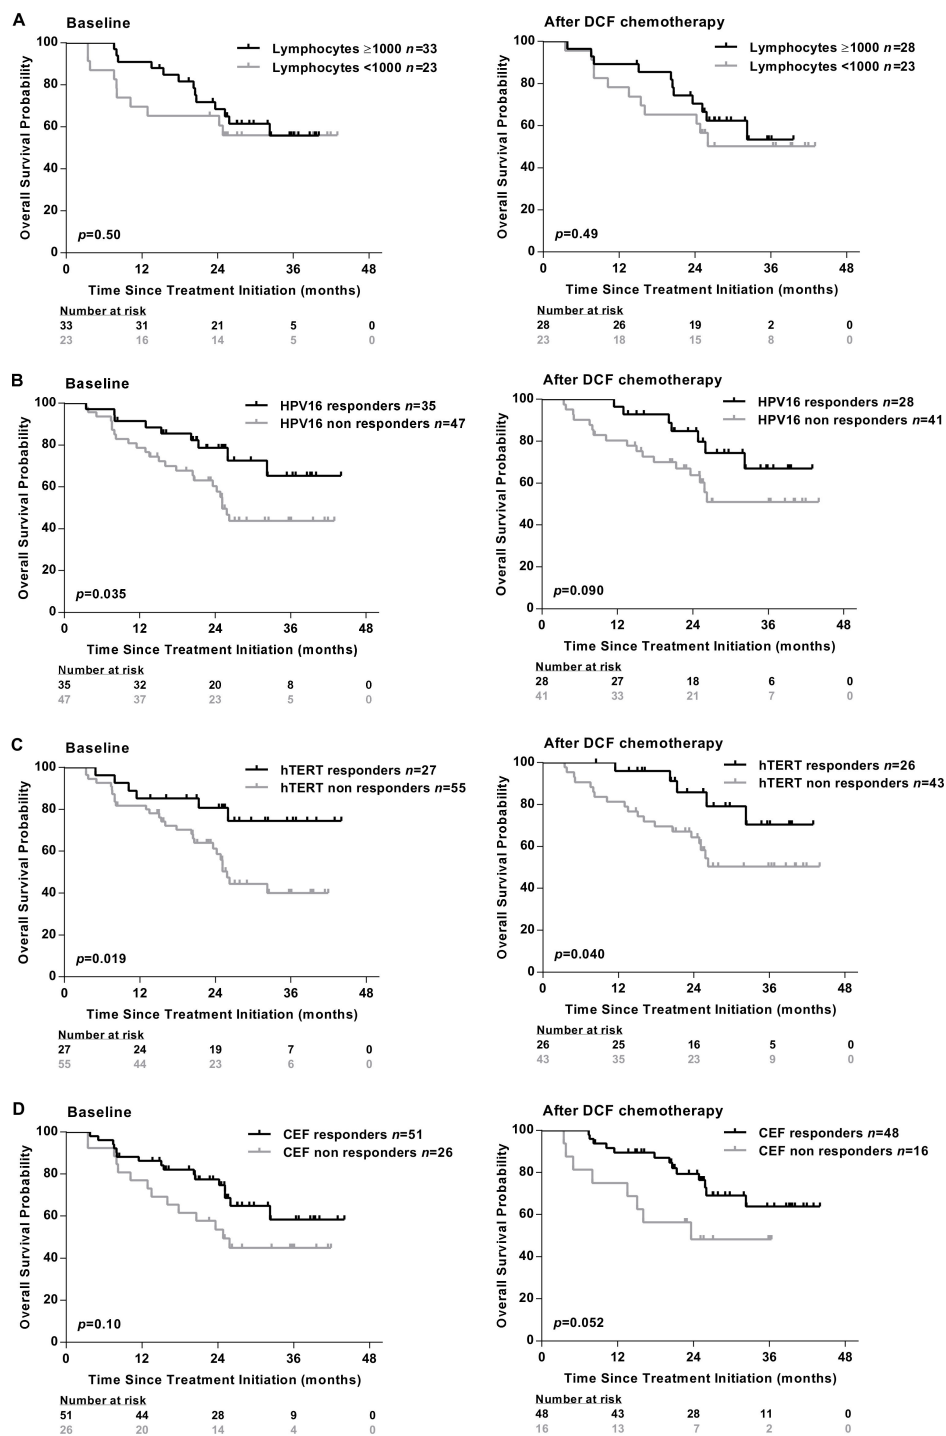 A
Baseline
Lymphocytes ≥1000 n=33
Lymphocytes <1000 n=23
100
80
60
40
20
0
Overall Survival Probability
p=0.50
0 12 24 36 48
Time Since Treatment Initiation (months)
Number at risk
33 31 21 5 0
23 16 14 5 0
After DCF chemotherapy
Lymphocytes ≥1000 n=28
Lymphocytes <1000 n=23
100
80
60
40
20
0
Overall Survival Probability
p=0.49
0 12 24 36 48
Time Since Treatment Initiation (months)
Number at risk
28 26 19 2 0
23 18 15 8 0
B
Baseline
HPV16 responders n=35
HPV16 non responders n=47
100
80
60
40
20
0
Overall Survival Probability
p=0.035
0 12 24 36 48
Time Since Treatment Initiation (months)
Number at risk
35 32 20 8 0
47 37 23 5 0
After DCF chemotherapy
HPV16 responders n=28
HPV16 non responders n=41
100
80
60
40
20
0
Overall Survival Probability
p=0.090
0 12 24 36 48
Time Since Treatment Initiation (months)
Number at risk
28 27 18 6 0
41 33 21 7 0
C
Baseline
hTERT responders n=27
hTERT non responders n=55
100
80
60
40
20
0
Overall Survival Probability
p=0.019
0 12 24 36 48
Time Since Treatment Initiation (months)
Number at risk
27 24 19 7 0
55 44 23 6 0
After DCF chemotherapy
hTERT responders n=26
hTERT non responders n=43
100
80
60
40
20
0
Overall Survival Probability
p=0.040
0 12 24 36 48
Time Since Treatment Initiation (months)
Number at risk
26 25 16 5 0
43 35 23 9 0
D
Baseline
CEF responders n=51
CEF non responders n=26
100
80
60
40
20
0
Overall Survival Probability
p=0.10
0 12 24 36 48
Time Since Treatment Initiation (months)
Number at risk
51 44 28 9 0
26 20 14 4 0
After DCF chemotherapy
CEF responders n=48
CEF non responders n=16
100
80
60
40
20
0
Overall Survival Probability
p=0.052
0 12 24 36 48
Time Since Treatment Initiation (months)
Number at risk
48 43 28 11 0
16 13 7 2 0